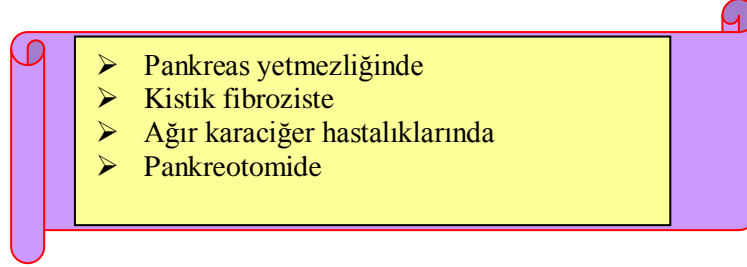 ➢ Pankreas yetmezliğinde
➢ Kistik fibroziste
➢ Ağır karaciğer hastalıklarında
➢ Pankreotomide